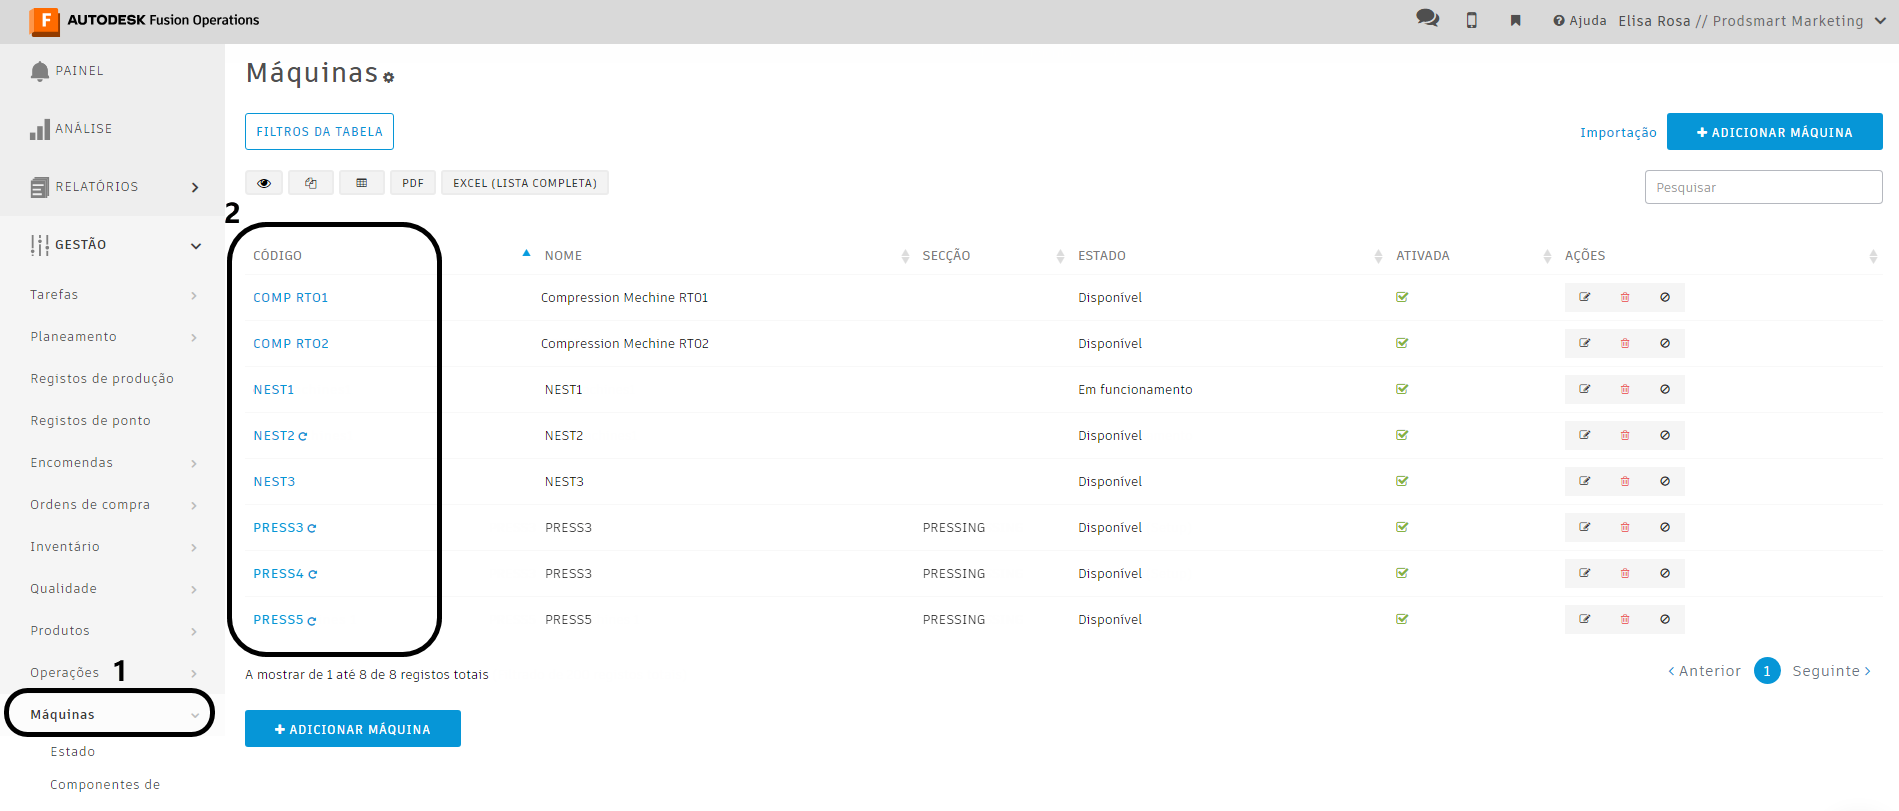 AUTODESK Fusion Operations
Ajuda Elisa Rosa // Prodsmart Marketing
PAINEL
ANÁLISE
RELATÓRIOS
GESTÃO
Tarefas
Planeamento
Registos de produção
Registos de ponto
Encomendas
Ordens de compra
Inventário
Qualidade
Produtos
Operações
1
Máquinas
Estado
Componentes de
Máquinas
FILTROS DA TABELA
Importação
ADICIONAR MÁQUINA
PDF EXCEL (LISTA COMPLETA)
Pesquisar
2
CÓDIGO NOME SECÇÃO ESTADO ATIVADA AÇÕES
COMP RT01 Compression Mechine RT01 Disponível
COMP RT02 Compression Mechine RT02 Disponível
NEST1 NEST1 Em funcionamento
NEST2 NEST2 Disponível
NEST3 NEST3 Disponível
PRESS3 PRESS3 PRESSING Disponível
PRESS4 PRESS3 PRESSING Disponível
PRESS5 PRESS5 PRESSING Disponível
A mostrar de 1 até 8 de 8 registos totais
Anterior 1 Seguinte
ADICIONAR MÁQUINA